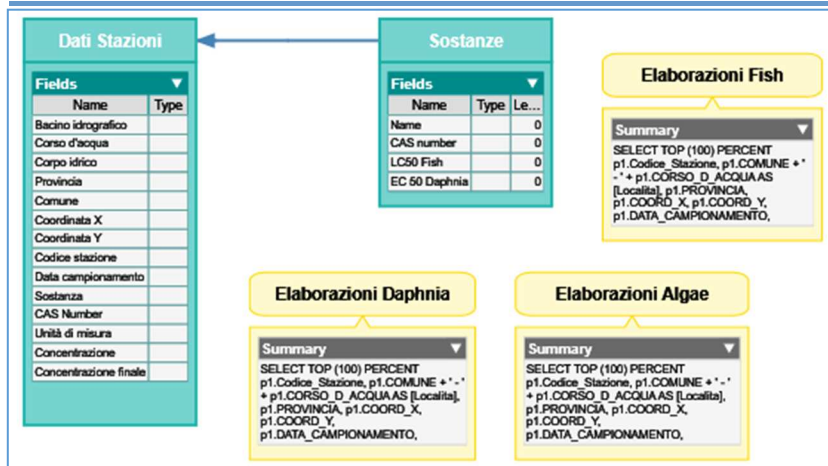 Dati Stazioni
Fields
Name Type
Bacino idrografico
Corso d'acqua
Corpo idrico
Provincia
Comune
Coordinata X
Coordinata Y
Codice stazione
Data campionamento
Sostanza
CAS Number
Unità di misura
Concentrazione
Concentrazione finale
Sostanze
Fields
Name Type Le...
Name 0
CAS number 0
LC50 Fish 0
EC 50 Daphnia 0
Elaborazioni Fish
Summary
SELECT TOP (100) PERCENT
p1.Codice_Stazione, p1.COMUNE + '
- ' + p1.CORSO_D_ACQUA AS
[Localita], p1.PROVINCIA,
p1.COORD_X, p1.COORD_Y,
p1.DATA_CAMPIONAMENTO,
Elaborazioni Daphnia
Summary
SELECT TOP (100) PERCENT
p1.Codice_Stazione, p1.COMUNE + ' - '
+ p1.CORSO_D_ACQUA AS [Localita],
p1.PROVINCIA, p1.COORD_X,
p1.COORD_Y,
p1.DATA_CAMPIONAMENTO,
Elaborazioni Algae
Summary
SELECT TOP (100) PERCENT
p1.Codice_Stazione, p1.COMUNE + ' - '
+ p1.CORSO_D_ACQUA AS [Localita],
p1.PROVINCIA, p1.COORD_X,
p1.COORD_Y,
p1.DATA_CAMPIONAMENTO,